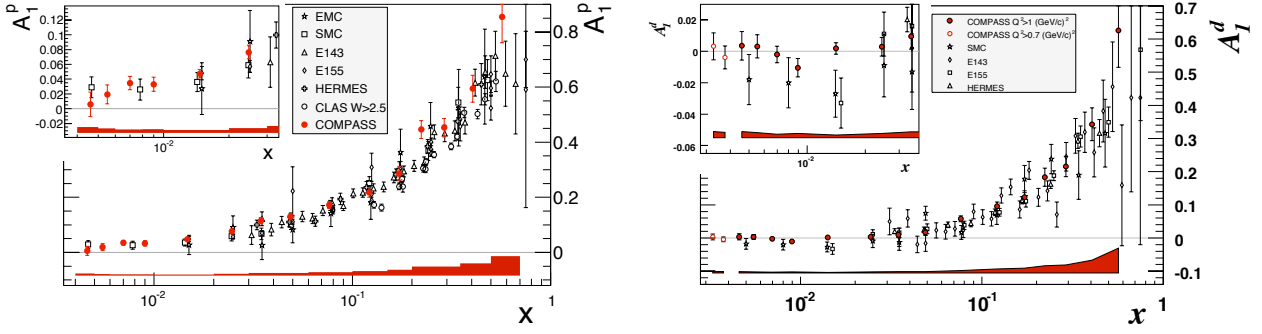 A₁ᵖ
0.12
0.1
0.08
0.06
0.04
0.02
0
-0.02
10⁻²
x
EMC
SMC
E143
E155
HERMES
CLAS W>2.5
COMPASS
A₁ᵖ
0.8
0.6
0.4
0.2
0
10⁻²
10⁻¹
1
X
A₁ᵈ
0.02
0
-0.02
-0.04
-0.06
10⁻²
x
COMPASS Q²>1 (GeV/c)²
COMPASS Q²>0.7 (GeV/c)²
SMC
E143
E155
HERMES
A₁ᵈ
0.7
0.6
0.5
0.4
0.3
0.2
0.1
0
-0.1
10⁻²
10⁻¹
1
x